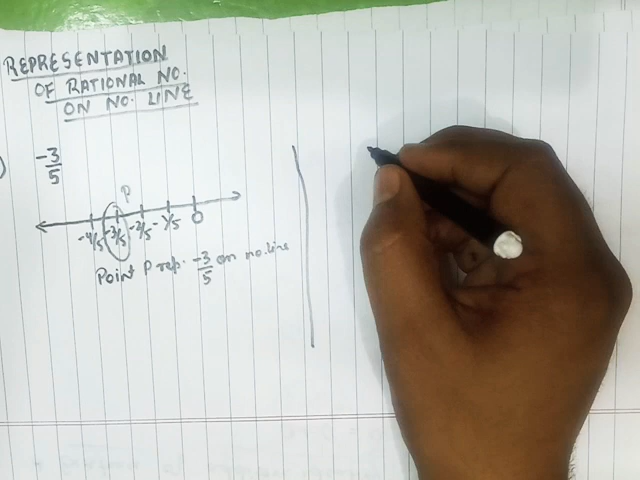 REPRESENTATION
OF RATIONAL NO.
ON NO. LINE
)
-3/5
P
-4/5 -3/5 -2/5 -1/5 0
Point P rep. -3/5 on no. line